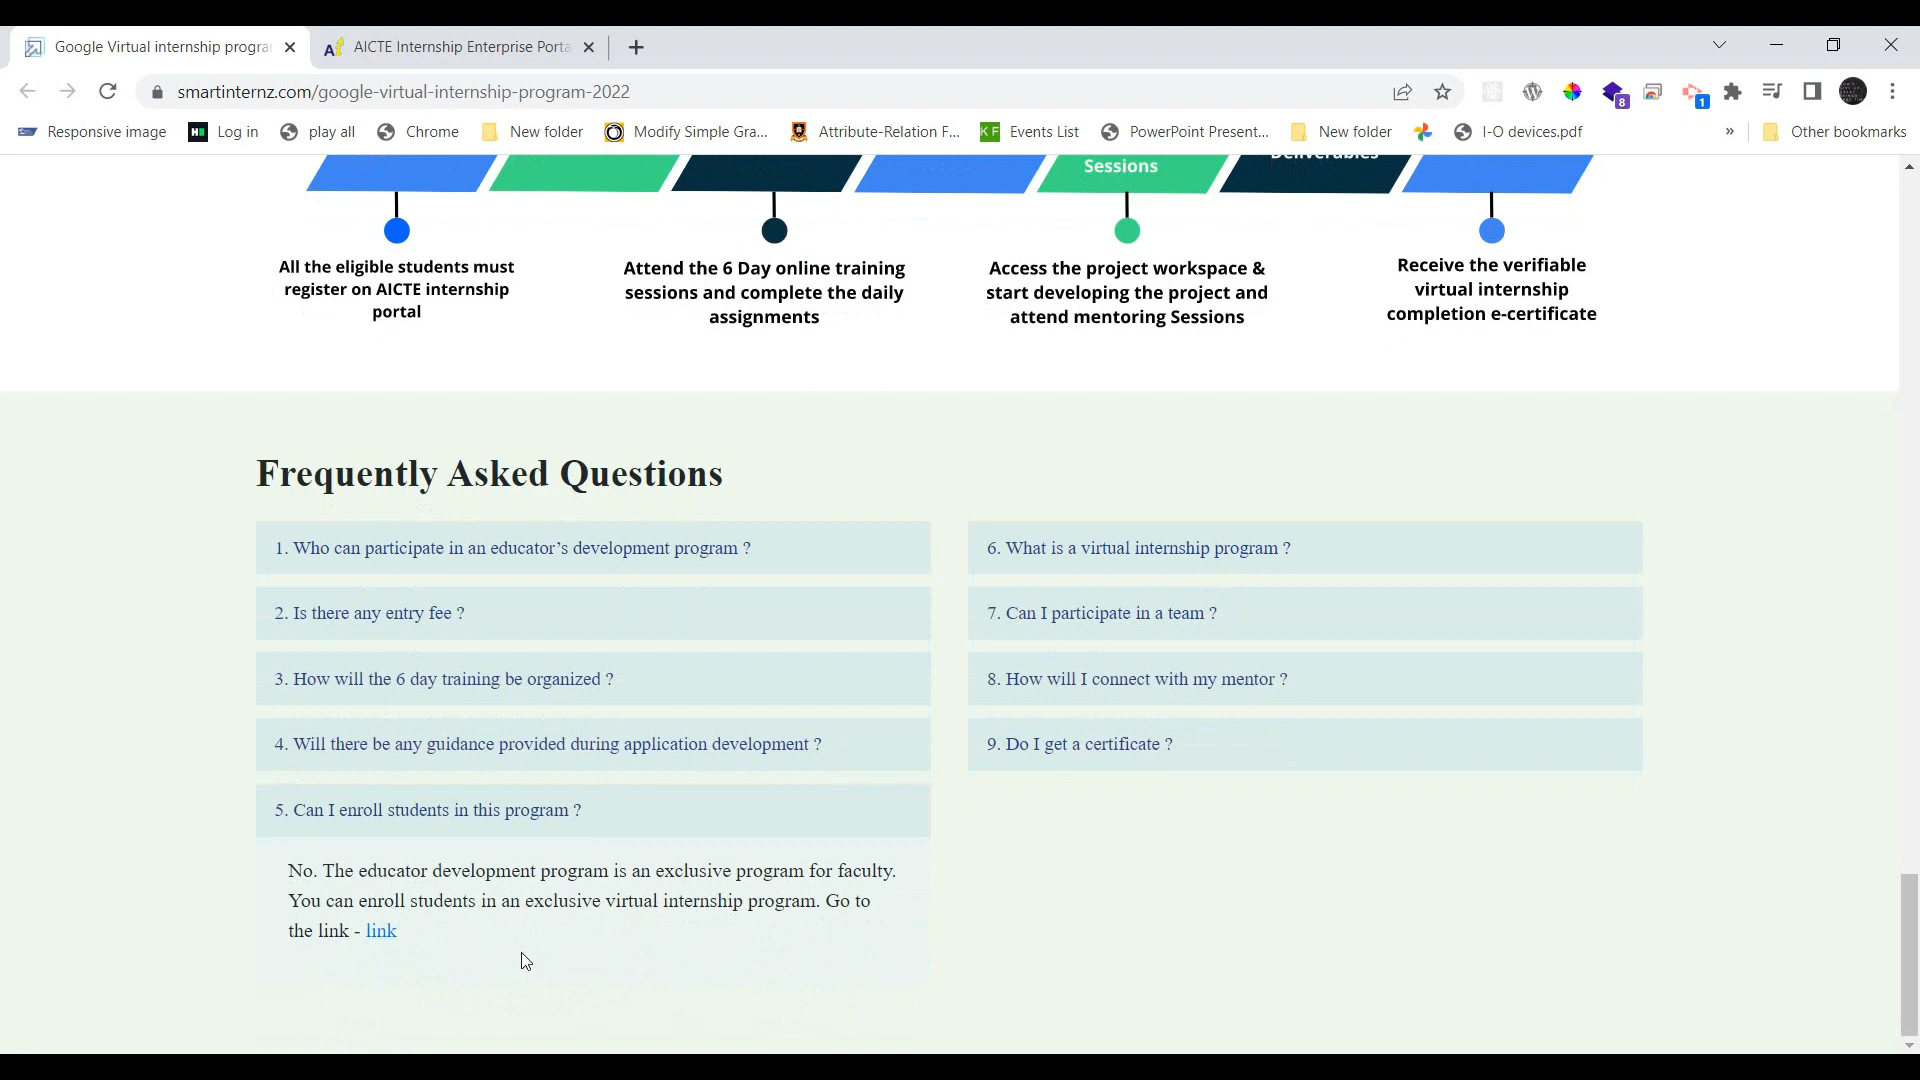 Google Virtual internship progra
AICTE Internship Enterprise Porta
smartinternz.com/google-virtual-internship-program-2022
8
1
Responsive image
Log in
play all
Chrome
New folder
Modify Simple Gra...
Attribute-Relation F...
KF Events List
PowerPoint Present...
New folder
I-O devices.pdf
»
Other bookmarks
Sessions
Deliverables
All the eligible students must
register on AICTE internship
portal
Attend the 6 Day online training
sessions and complete the daily
assignments
Access the project workspace &
start developing the project and
attend mentoring Sessions
Receive the verifiable
virtual internship
completion e-certificate
Frequently Asked Questions
1. Who can participate in an educator’s development program ?
2. Is there any entry fee ?
3. How will the 6 day training be organized ?
4. Will there be any guidance provided during application development ?
5. Can I enroll students in this program ?
No. The educator development program is an exclusive program for faculty.
You can enroll students in an exclusive virtual internship program. Go to
the link - link
6. What is a virtual internship program ?
7. Can I participate in a team ?
8. How will I connect with my mentor ?
9. Do I get a certificate ?